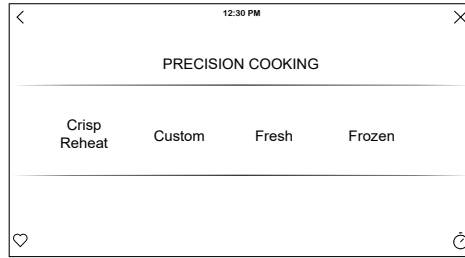 12:30 PM
PRECISION COOKING
Crisp
Reheat
Custom
Fresh
Frozen